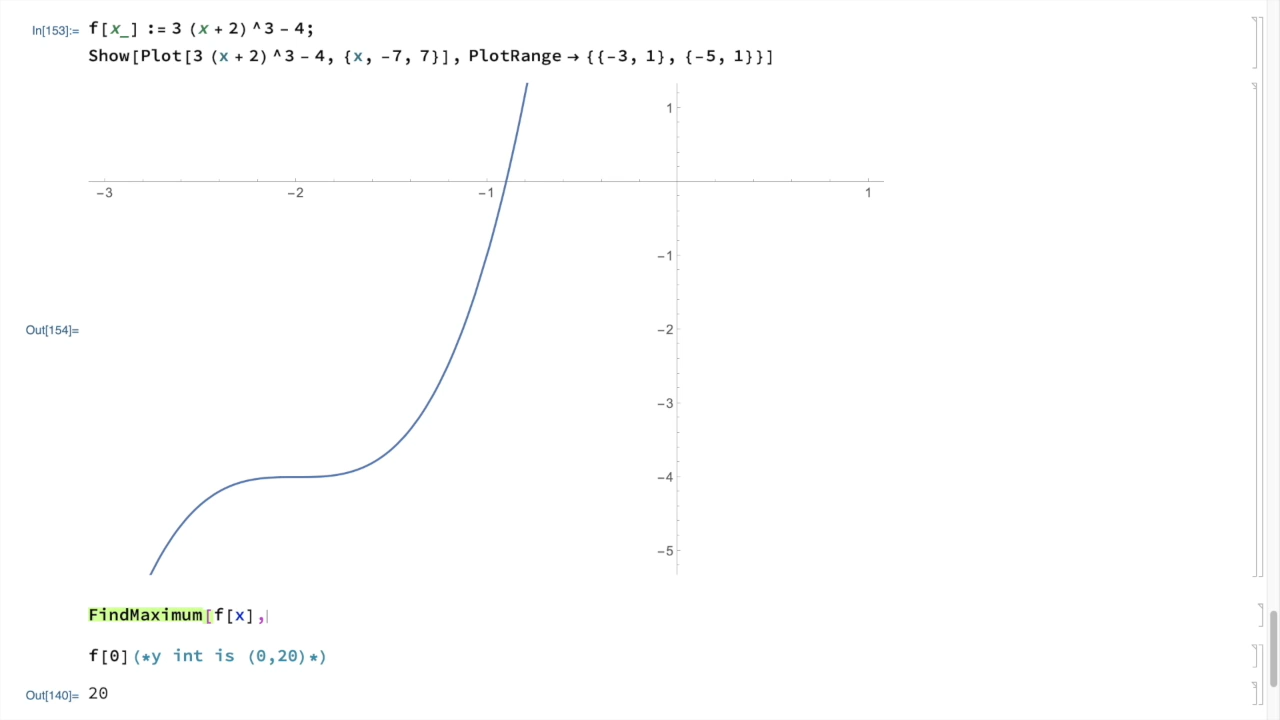 In[153]:= f[x_] := 3 (x + 2)^3 - 4;
Show[Plot[3 (x + 2)^3 - 4, {x, -7, 7}], PlotRange → {{-3, 1}, {-5, 1}}]
1
-3 -2 -1 1
-1
-2
Out[154]=
-3
-4
-5
FindMaximum[f[x],
f[0](*y int is (0,20)*)
Out[140]= 20